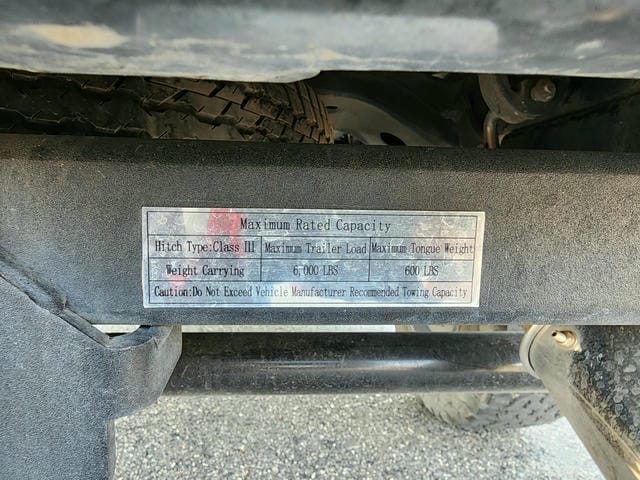 Maximum Rated Capacity
Hitch Type:Class III Maximum Trailer Load Maximum Tongue Weight
Weight Carrying 6,000 LBS 600 LBS
Caution:Do Not Exceed Vehicle Manufacturer Recommended Towing Capacity